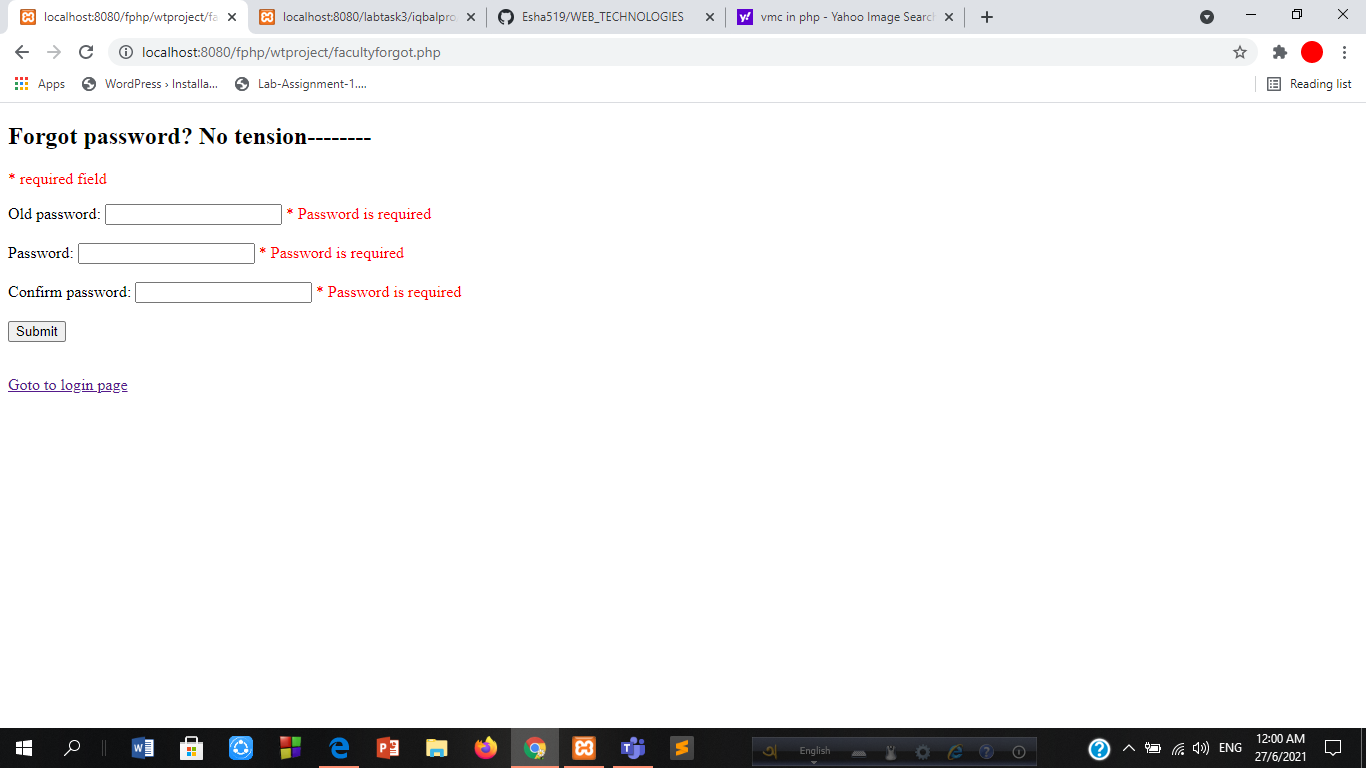 localhost:8080/fphp/wtproject/fa
localhost:8080/labtask3/iqbalpro
Esha519/WEB_TECHNOLOGIES
vmc in php - Yahoo Image Search
localhost:8080/fphp/wtproject/facultyforgot.php
Apps
WordPress › Installa...
Lab-Assignment-1....
Reading list
Forgot password? No tension--------
* required field
Old password: * Password is required
Password: * Password is required
Confirm password: * Password is required
Submit
Goto to login page
English
ENG
12:00 AM
27/6/2021